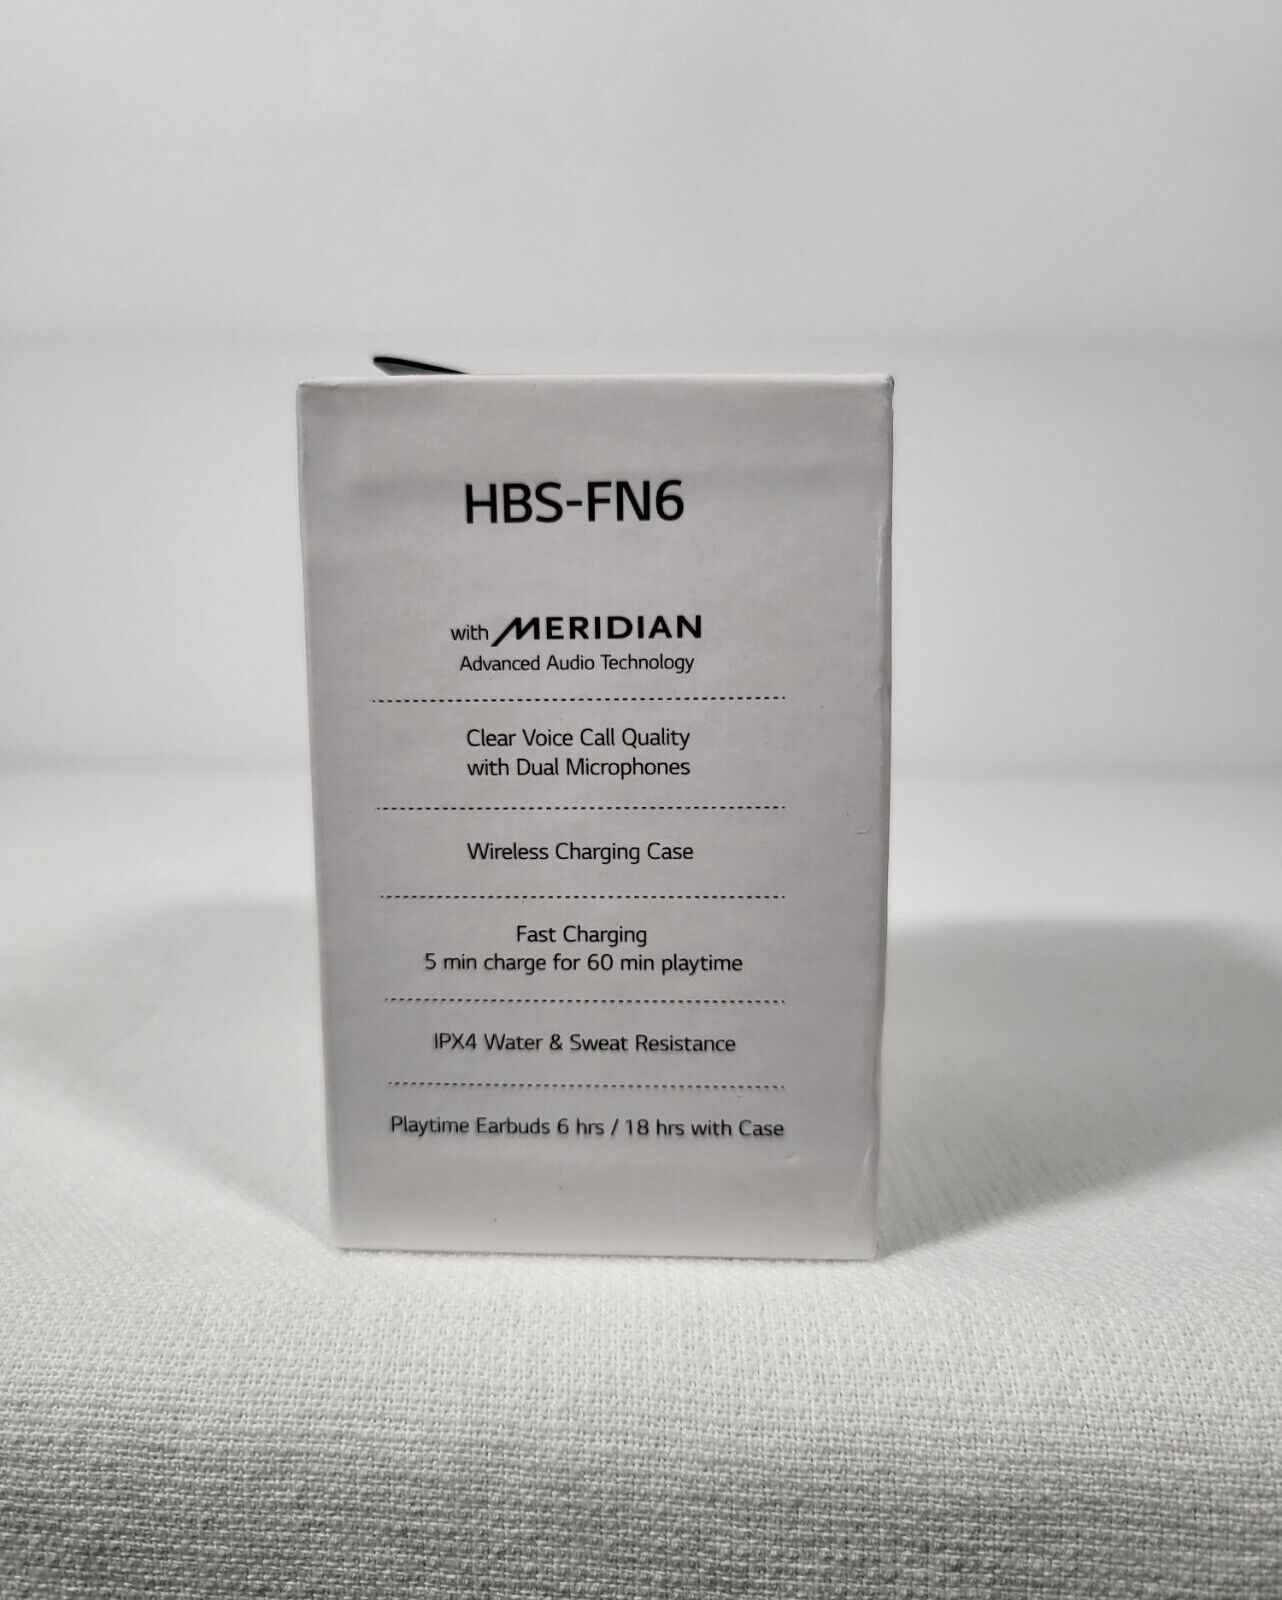 HBS-FN6
with MERIDIAN
Advanced Audio Technology
Clear Voice Call Quality
with Dual Microphones
Wireless Charging Case
Fast Charging
5 min charge for 60 min playtime
IPX4 Water & Sweat Resistance
Playtime Earbuds 6 hrs / 18 hrs with Case